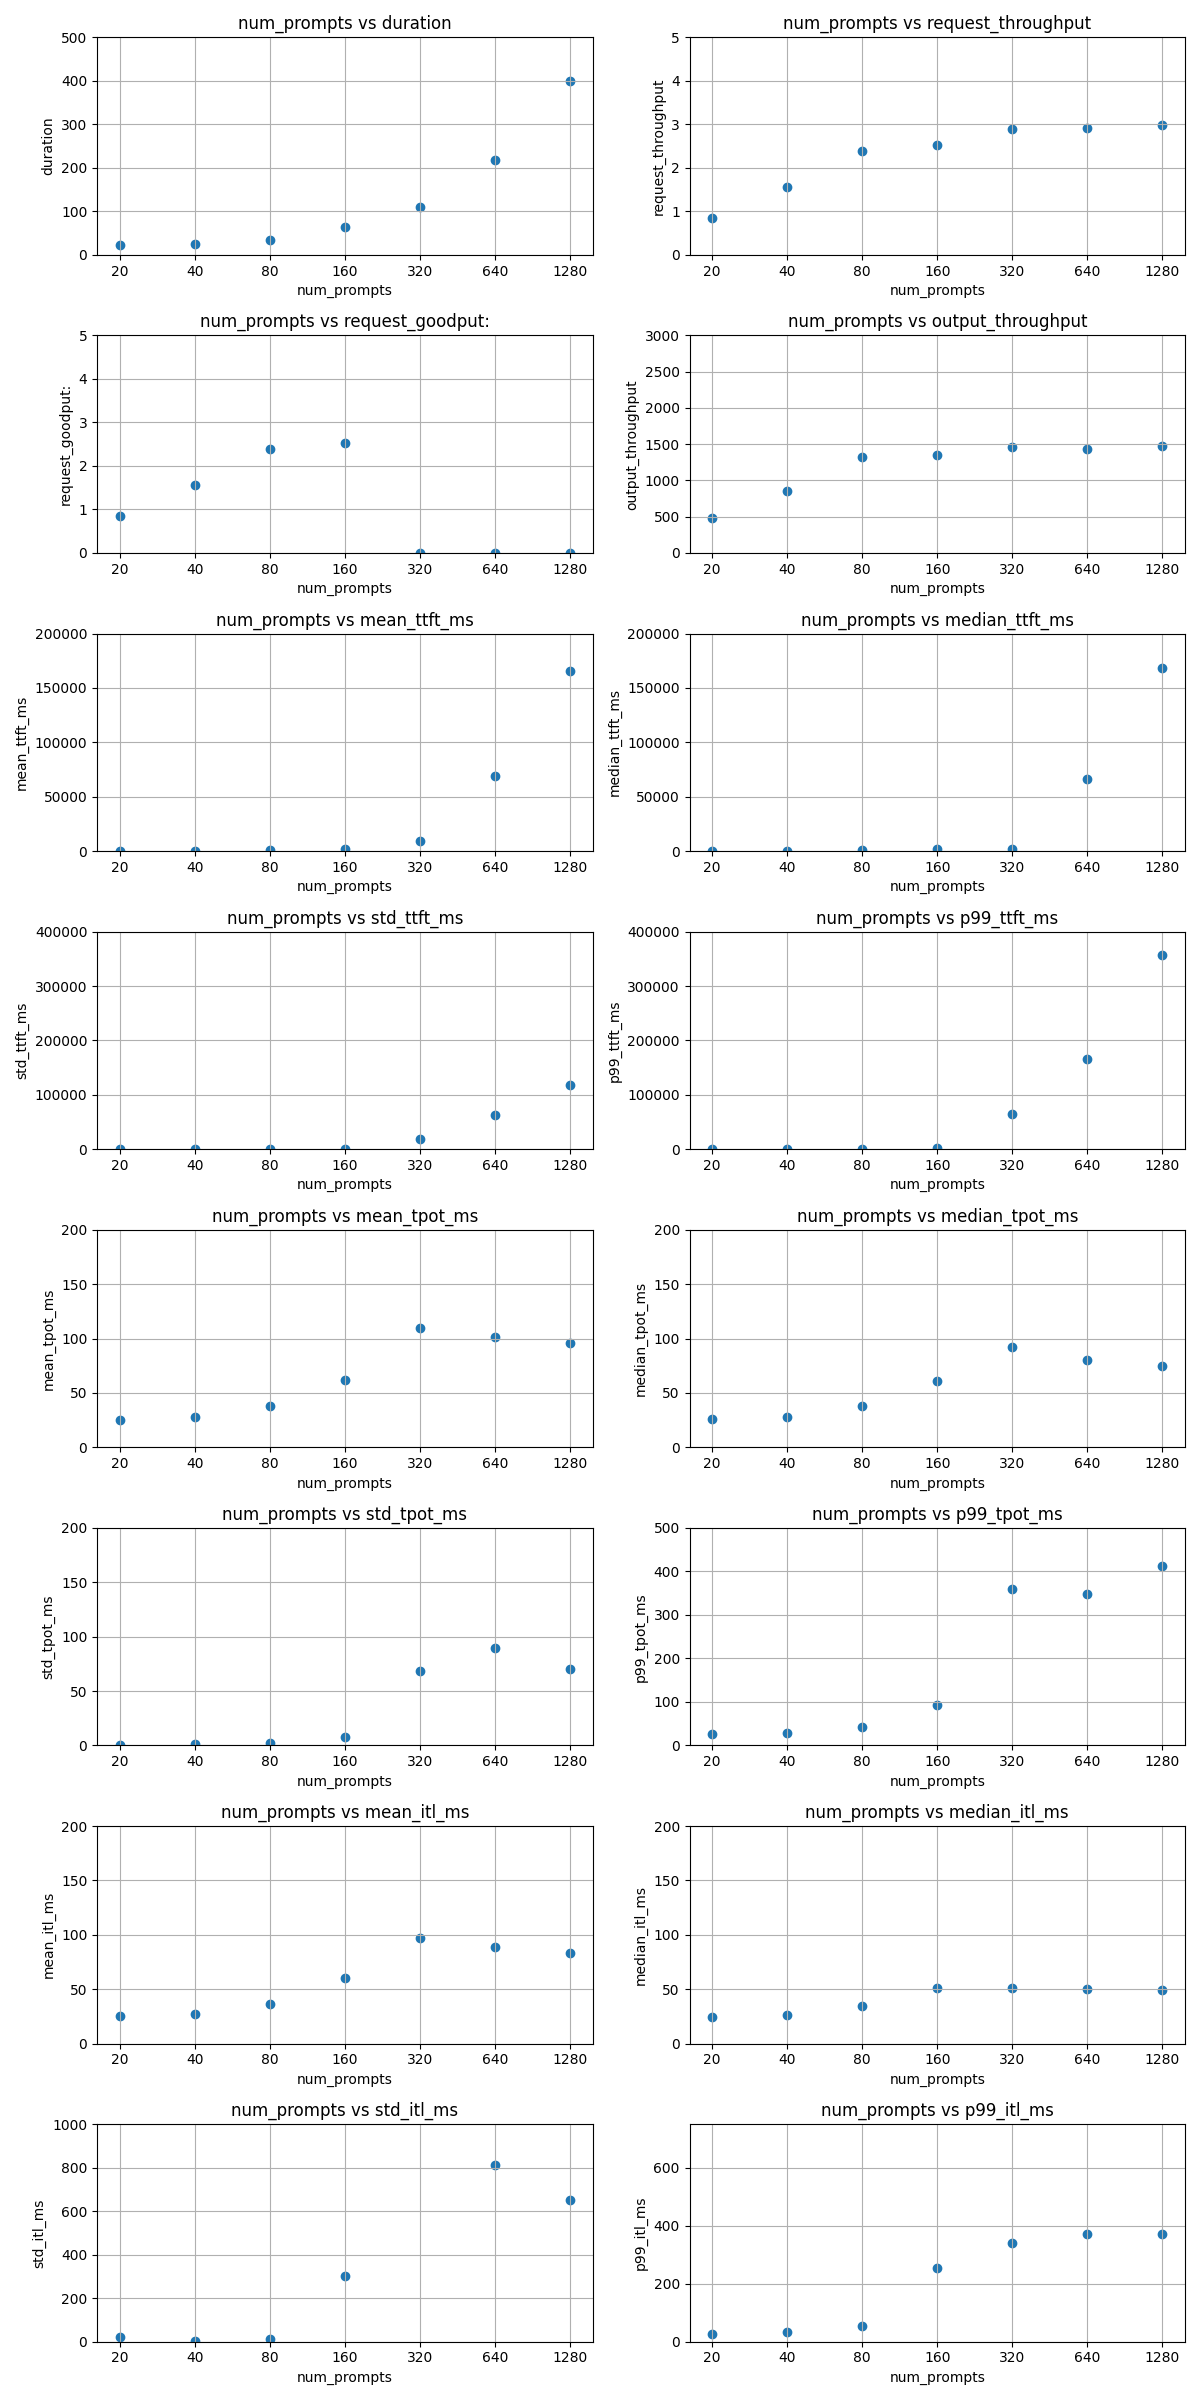 num_prompts vs duration
500
400
300
200
100
0
duration
20 40 80 160 320 640 1280
num_prompts
num_prompts vs request_throughput
5
4
3
2
1
0
request_throughput
20 40 80 160 320 640 1280
num_prompts
num_prompts vs request_goodput:
5
4
3
2
1
0
request_goodput:
20 40 80 160 320 640 1280
num_prompts
num_prompts vs output_throughput
3000
2500
2000
1500
1000
500
0
output_throughput
20 40 80 160 320 640 1280
num_prompts
num_prompts vs mean_ttft_ms
200000
150000
100000
50000
0
mean_ttft_ms
20 40 80 160 320 640 1280
num_prompts
num_prompts vs median_ttft_ms
200000
150000
100000
50000
0
median_ttft_ms
20 40 80 160 320 640 1280
num_prompts
num_prompts vs std_ttft_ms
400000
300000
200000
100000
0
std_ttft_ms
20 40 80 160 320 640 1280
num_prompts
num_prompts vs p99_ttft_ms
400000
300000
200000
100000
0
p99_ttft_ms
20 40 80 160 320 640 1280
num_prompts
num_prompts vs mean_tpot_ms
200
150
100
50
0
mean_tpot_ms
20 40 80 160 320 640 1280
num_prompts
num_prompts vs median_tpot_ms
200
150
100
50
0
median_tpot_ms
20 40 80 160 320 640 1280
num_prompts
num_prompts vs std_tpot_ms
200
150
100
50
0
std_tpot_ms
20 40 80 160 320 640 1280
num_prompts
num_prompts vs p99_tpot_ms
500
400
300
200
100
0
p99_tpot_ms
20 40 80 160 320 640 1280
num_prompts
num_prompts vs mean_itl_ms
200
150
100
50
0
mean_itl_ms
20 40 80 160 320 640 1280
num_prompts
num_prompts vs median_itl_ms
200
150
100
50
0
median_itl_ms
20 40 80 160 320 640 1280
num_prompts
num_prompts vs std_itl_ms
1000
800
600
400
200
0
std_itl_ms
20 40 80 160 320 640 1280
num_prompts
num_prompts vs p99_itl_ms
600
400
200
0
p99_itl_ms
20 40 80 160 320 640 1280
num_prompts